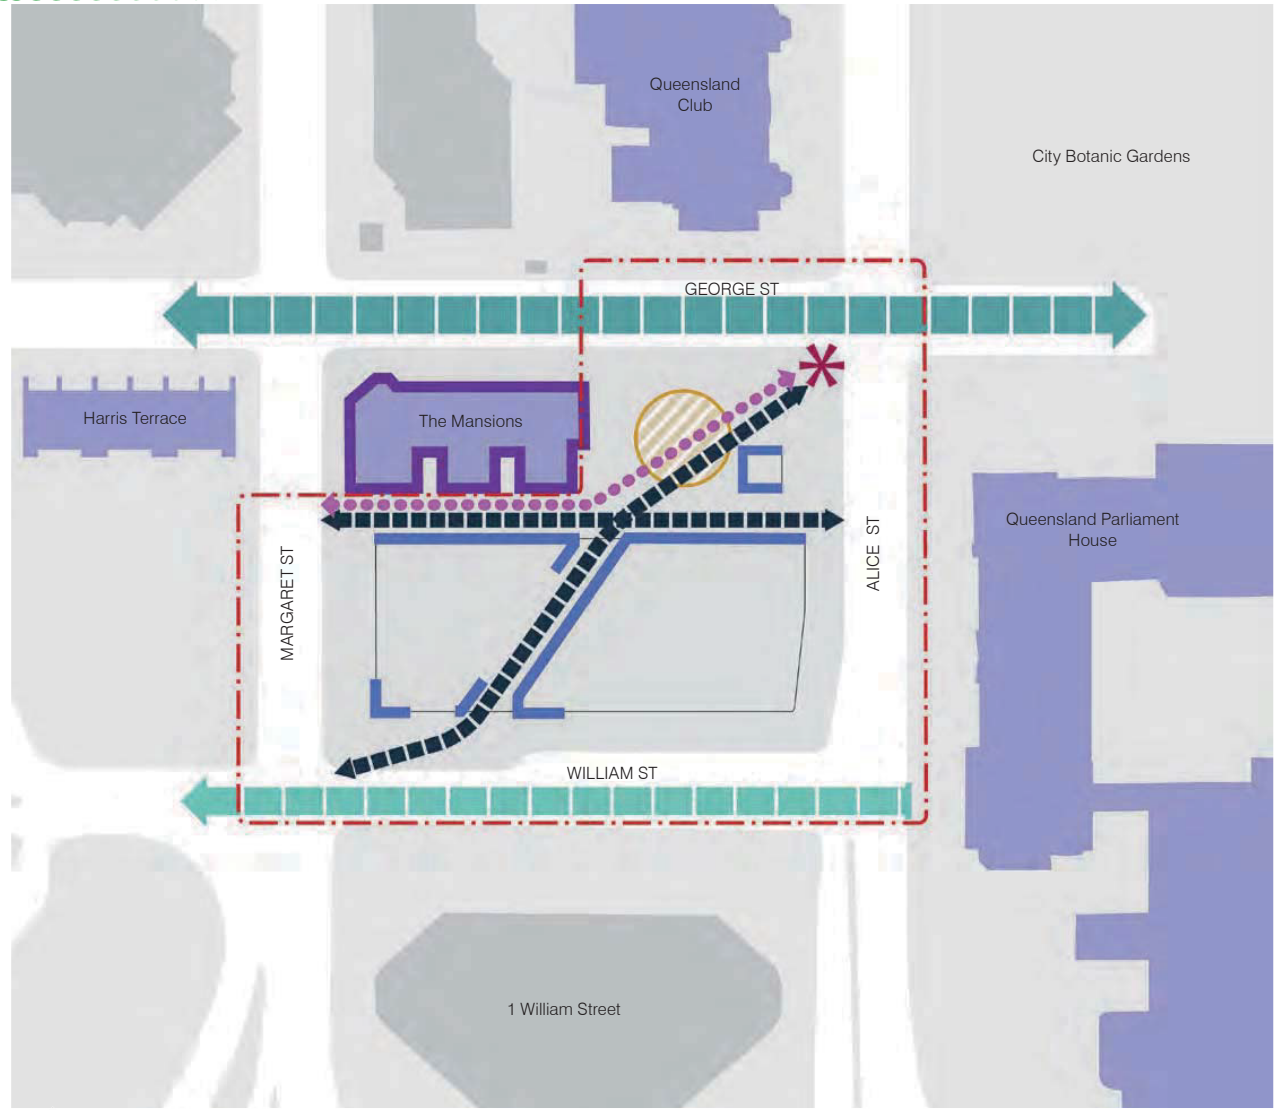 Queensland
Club
City Botanic Gardens
GEORGE ST
Harris Terrace
The Mansions
Queensland Parliament
House
MARGARET ST
ALICE ST
WILLIAM ST
1 William Street